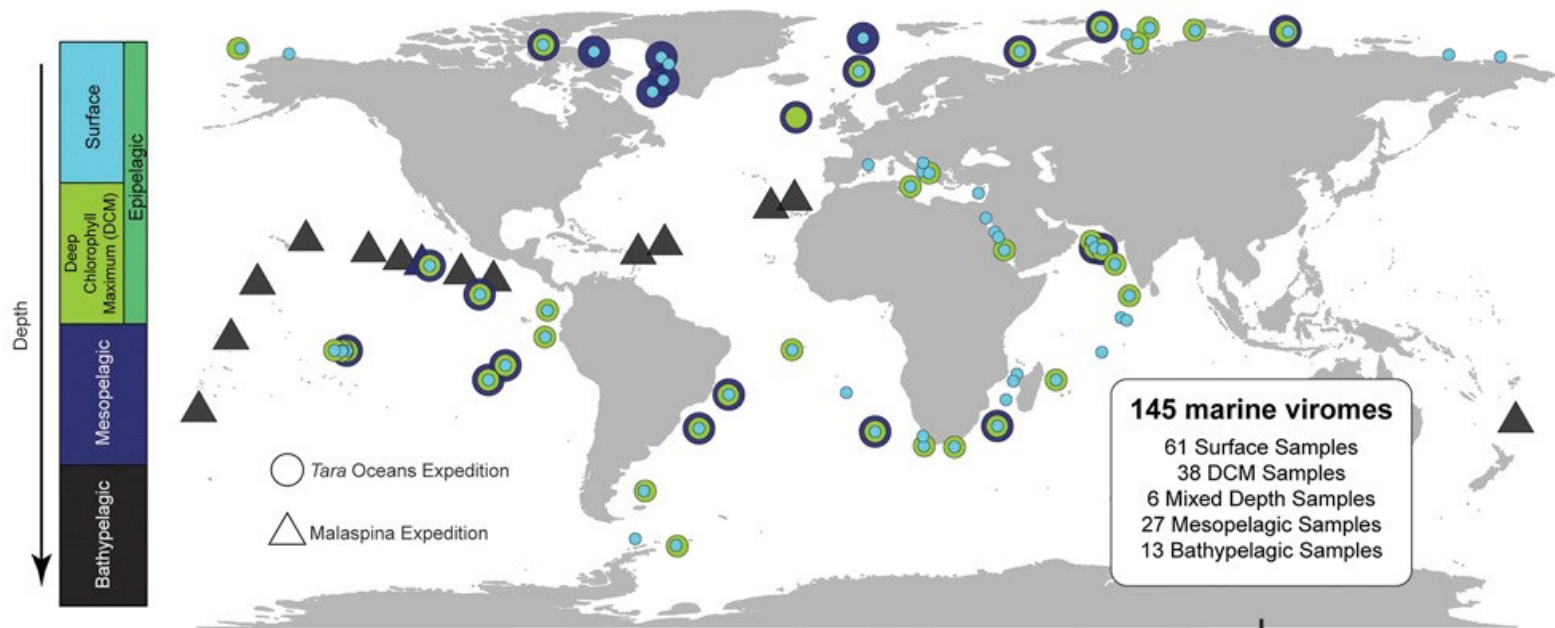 Depth
Surface
Epipelagic
Deep
Chlorophyll
Maximum (DCM)
Mesopelagic
Bathypelagic
Tara Oceans Expedition
Malaspina Expedition
145 marine viromes
61 Surface Samples
38 DCM Samples
6 Mixed Depth Samples
27 Mesopelagic Samples
13 Bathypelagic Samples